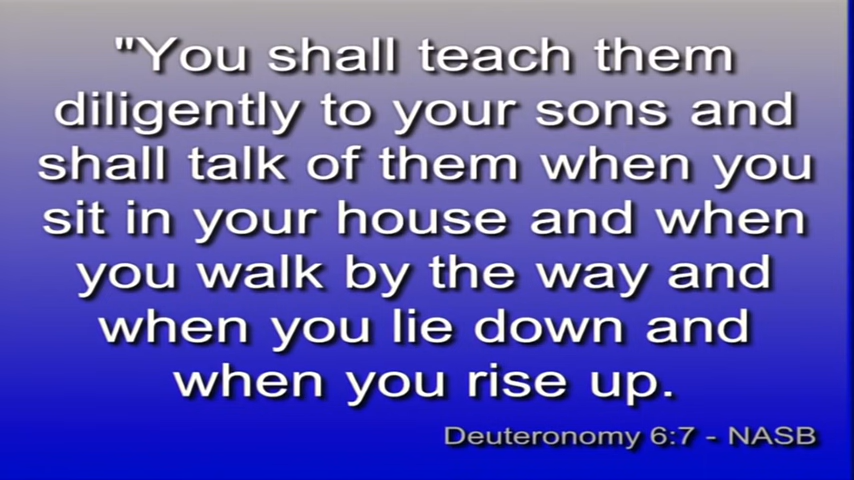 "You shall teach them
diligently to your sons and
shall talk of them when you
sit in your house and when
you walk by the way and
when you lie down and
when you rise up.
Deuteronomy 6:7 - NASB